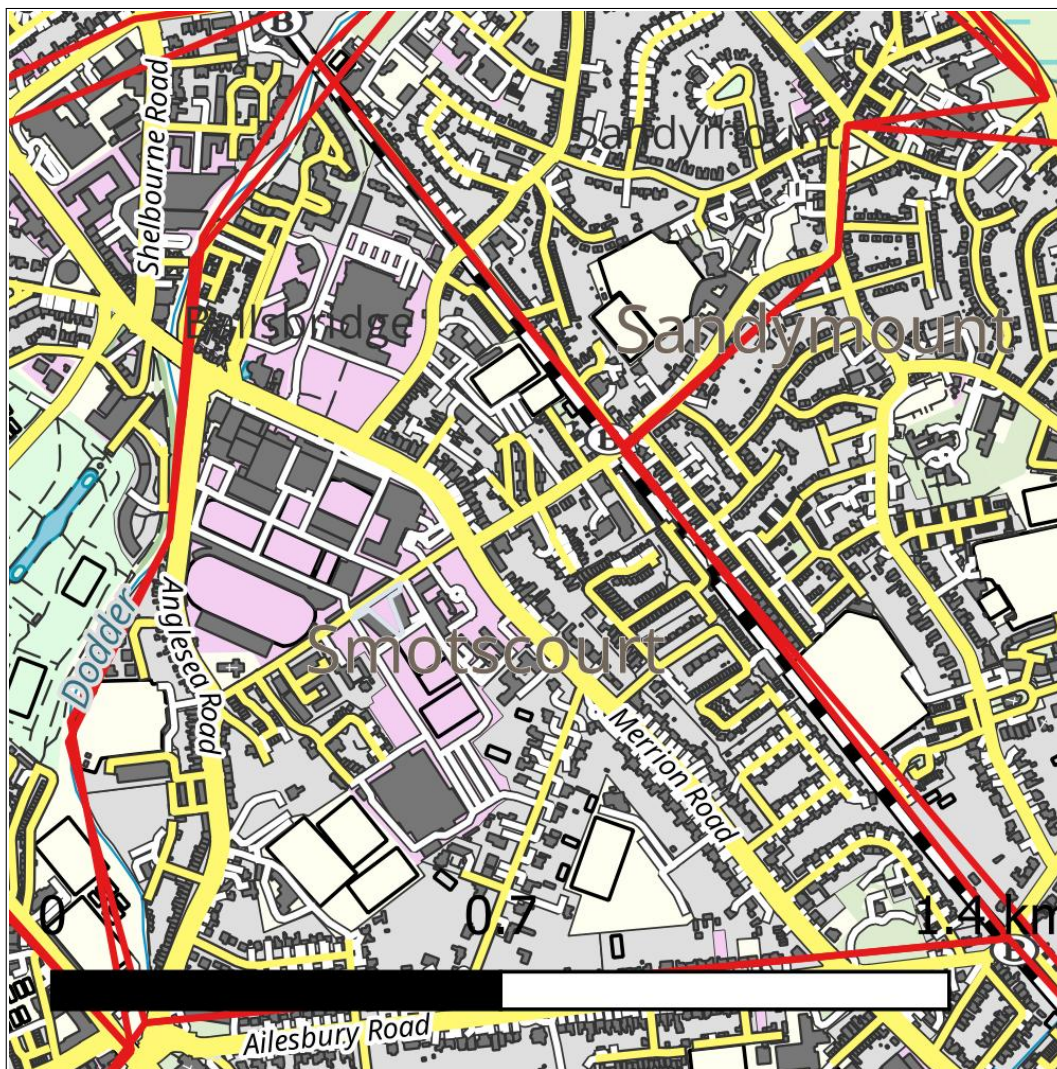 B
Shelbourne Road
Sandymount
Ballsbridge
Sandymount
Dodder
Anglesea Road
Smotscourt
Merrion Road
0
0.7
1.4 km
Ailesbury Road